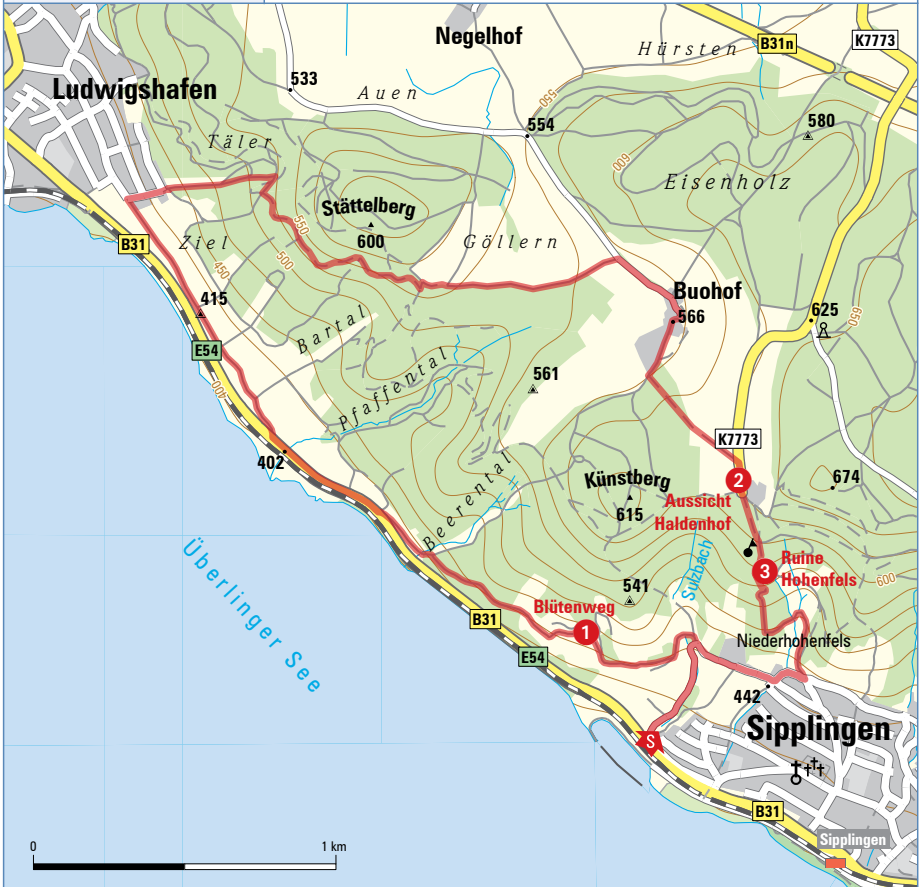 Negelhof
Hürsten
B31n
K7773
Ludwigshafen
533
Auen
550
554
580
Täler
600
Eisenholz
Stättelberg
600
550
Ziel
500
Göllern
B31
450
Buohof
566
415
625
650
Bartal
E54
Pfaffental
400
561
402
K7773
Beerental
Künstberg
615
2
Aussicht
Haldenhof
674
Überlinger See
Sulzbach
3
Ruine
Hohenfels
600
541
Blütenweg
1
B31
Niederhohenfels
E54
442
Sipplingen
S
B31
Sipplingen
0
1 km